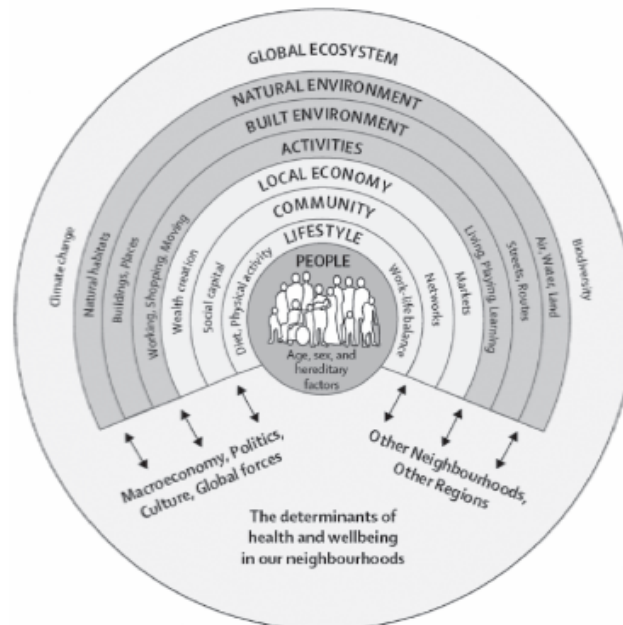 GLOBAL ECOSYSTEM
NATURAL ENVIRONMENT
BUILT ENVIRONMENT
ACTIVITIES
LOCAL ECONOMY
COMMUNITY
LIFESTYLE
PEOPLE
Age, sex, and
hereditary
factors
Climate change
Natural habitats
Buildings, Places
Working, Shopping, Moving
Wealth creation
Social capital
Diet, Physical activity
Work-life balance
Networks
Markets
Living, Playing, Learning
Streets, Routes
Air, Water, Land
Biodiversity
Macroeconomy, Politics,
Culture, Global forces
Other Neighbourhoods,
Other Regions
The determinants of
health and wellbeing
in our neighbourhoods